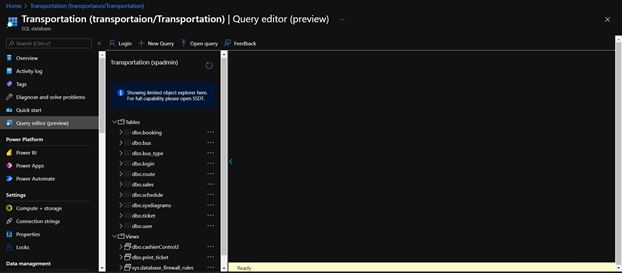 Home > Transportation (transportaion/Transportation) >
Transportation (transportaion/Transportation) | Query editor (preview) ...
SQL database
Search (Ctrl+/)
Login
New Query
Open query
Feedback
Overview
Activity log
Tags
Diagnose and solve problems
Quick start
Query editor (preview)
Power Platform
Power BI
Power Apps
Power Automate
Settings
Compute + storage
Connection strings
Properties
Locks
Data management
Transportation (spadmin)
Showing limited object explorer here.
For full capability please open SSDT.
Tables
dbo.booking
dbo.bus
dbo.bus_type
dbo.login
dbo.route
dbo.sales
dbo.schedule
dbo.sysdiagrams
dbo.ticket
dbo.user
Views
dbo.cashierControl2
dbo.print_ticket
sys.database_firewall_rules
Ready